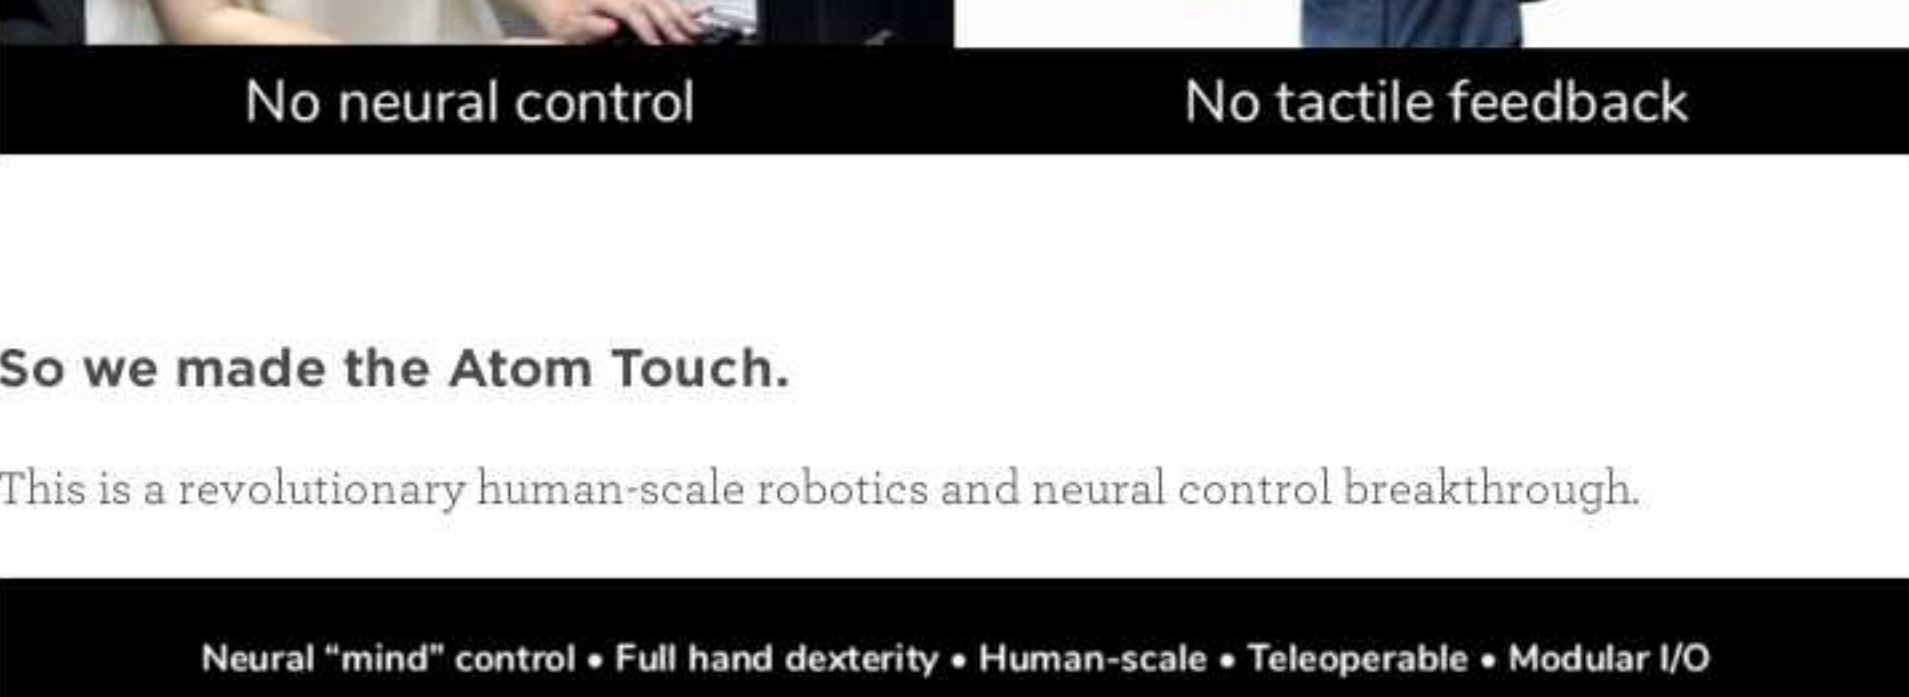 No neural control
No tactile feedback
So we made the Atom Touch.
This is a revolutionary human-scale robotics and neural control breakthrough.
Neural “mind” control • Full hand dexterity • Human-scale • Teleoperable • Modular I/O